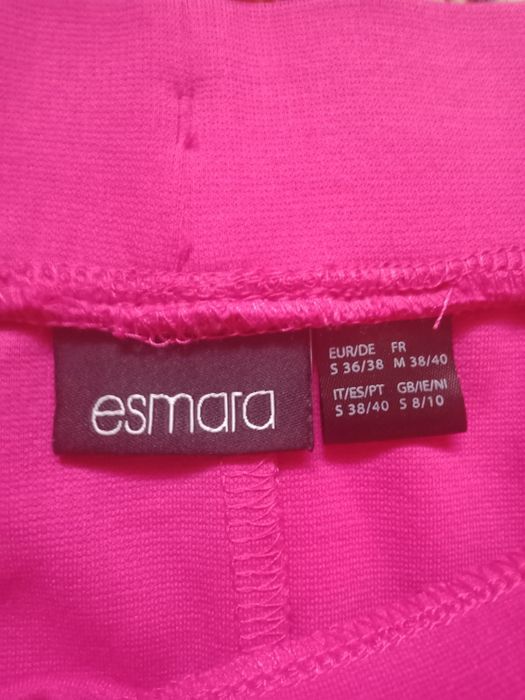 esmara
EUR/DE FR
S 36/38 M 38/40
IT/ES/PT GB/IE/NI
S 38/40 S 8/10